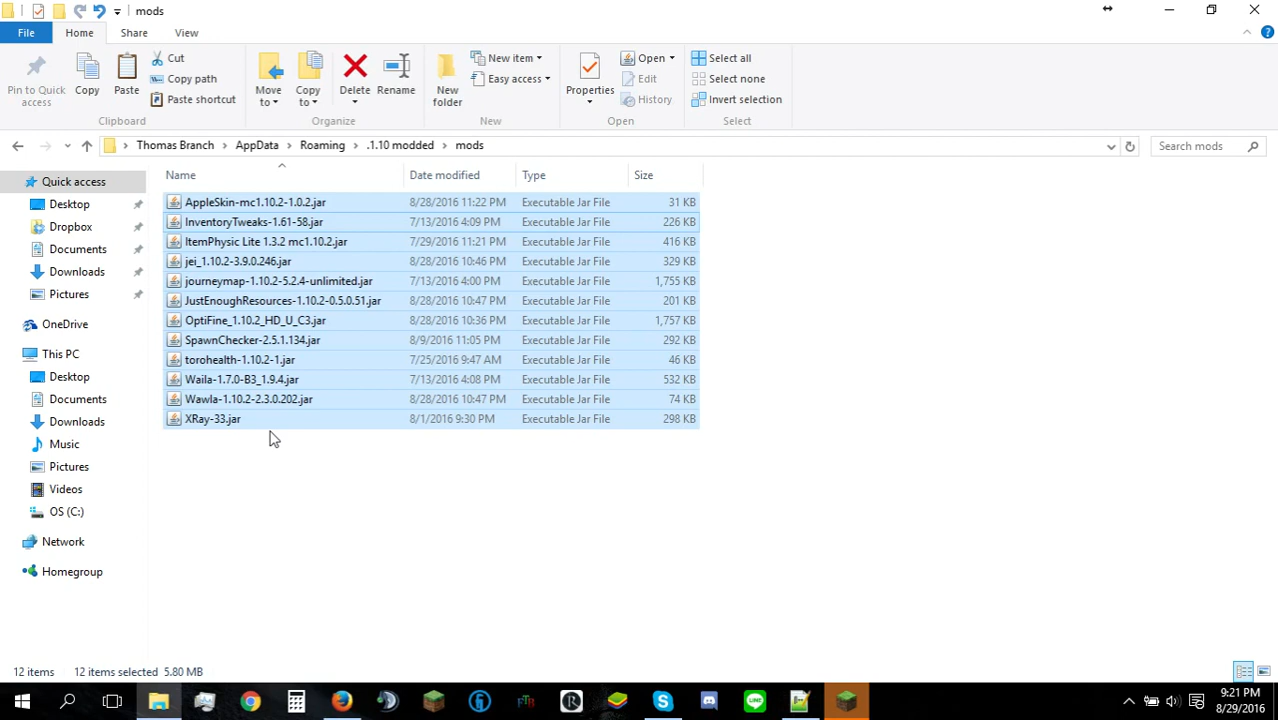 mods
File Home Share View
Pin to Quick access
Copy
Paste
Cut
Copy path
Paste shortcut
Clipboard
Move to
Copy to
Delete
Rename
Organize
New folder
New item
Easy access
New
Properties
Open
Edit
History
Open
Select all
Select none
Invert selection
Select
Thomas Branch AppData Roaming .1.10 modded mods
Search mods
Quick access
Desktop
Dropbox
Documents
Downloads
Pictures
OneDrive
This PC
Desktop
Documents
Downloads
Music
Pictures
Videos
OS (C:)
Network
Homegroup
Name Date modified Type Size
AppleSkin-mc1.10.2-1.0.2.jar 8/28/2016 11:22 PM Executable Jar File 31 KB
InventoryTweaks-1.61-58.jar 7/13/2016 4:09 PM Executable Jar File 226 KB
ItemPhysic Lite 1.3.2 mc1.10.2.jar 7/29/2016 11:21 PM Executable Jar File 416 KB
jei_1.10.2-3.9.0.246.jar 8/28/2016 10:46 PM Executable Jar File 329 KB
journeymap-1.10.2-5.2.4-unlimited.jar 7/13/2016 4:00 PM Executable Jar File 1,755 KB
JustEnoughResources-1.10.2-0.5.0.51.jar 8/28/2016 10:47 PM Executable Jar File 201 KB
OptiFine_1.10.2_HD_U_C3.jar 8/28/2016 10:36 PM Executable Jar File 1,757 KB
SpawnChecker-2.5.1.134.jar 8/9/2016 11:05 PM Executable Jar File 292 KB
torohealth-1.10.2-1.jar 7/25/2016 9:47 AM Executable Jar File 46 KB
Waila-1.7.0-B3_1.9.4.jar 7/13/2016 4:08 PM Executable Jar File 532 KB
Wawla-1.10.2-2.3.0.202.jar 8/28/2016 10:47 PM Executable Jar File 74 KB
XRay-33.jar 8/1/2016 9:30 PM Executable Jar File 298 KB
12 items 12 items selected 5.80 MB
9:21 PM
8/29/2016